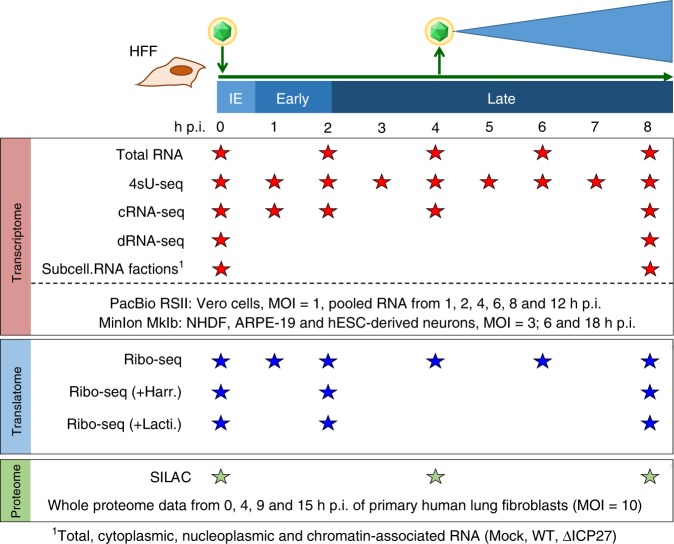 HFF
IE Early Late
h p.i. 0 1 2 3 4 5 6 7 8
Transcriptome
Total RNA
4sU-seq
cRNA-seq
dRNA-seq
Subcell.RNA factions1
PacBio RSII: Vero cells, MOI = 1, pooled RNA from 1, 2, 4, 6, 8 and 12 h p.i.
MinIon MkIb: NHDF, ARPE-19 and hESC-derived neurons, MOI = 3; 6 and 18 h p.i.
Translatome
Ribo-seq
Ribo-seq (+Harr.)
Ribo-seq (+Lacti.)
Proteome
SILAC
Whole proteome data from 0, 4, 9 and 15 h p.i. of primary human lung fibroblasts (MOI = 10)
1Total, cytoplasmic, nucleoplasmic and chromatin-associated RNA (Mock, WT, ΔICP27)